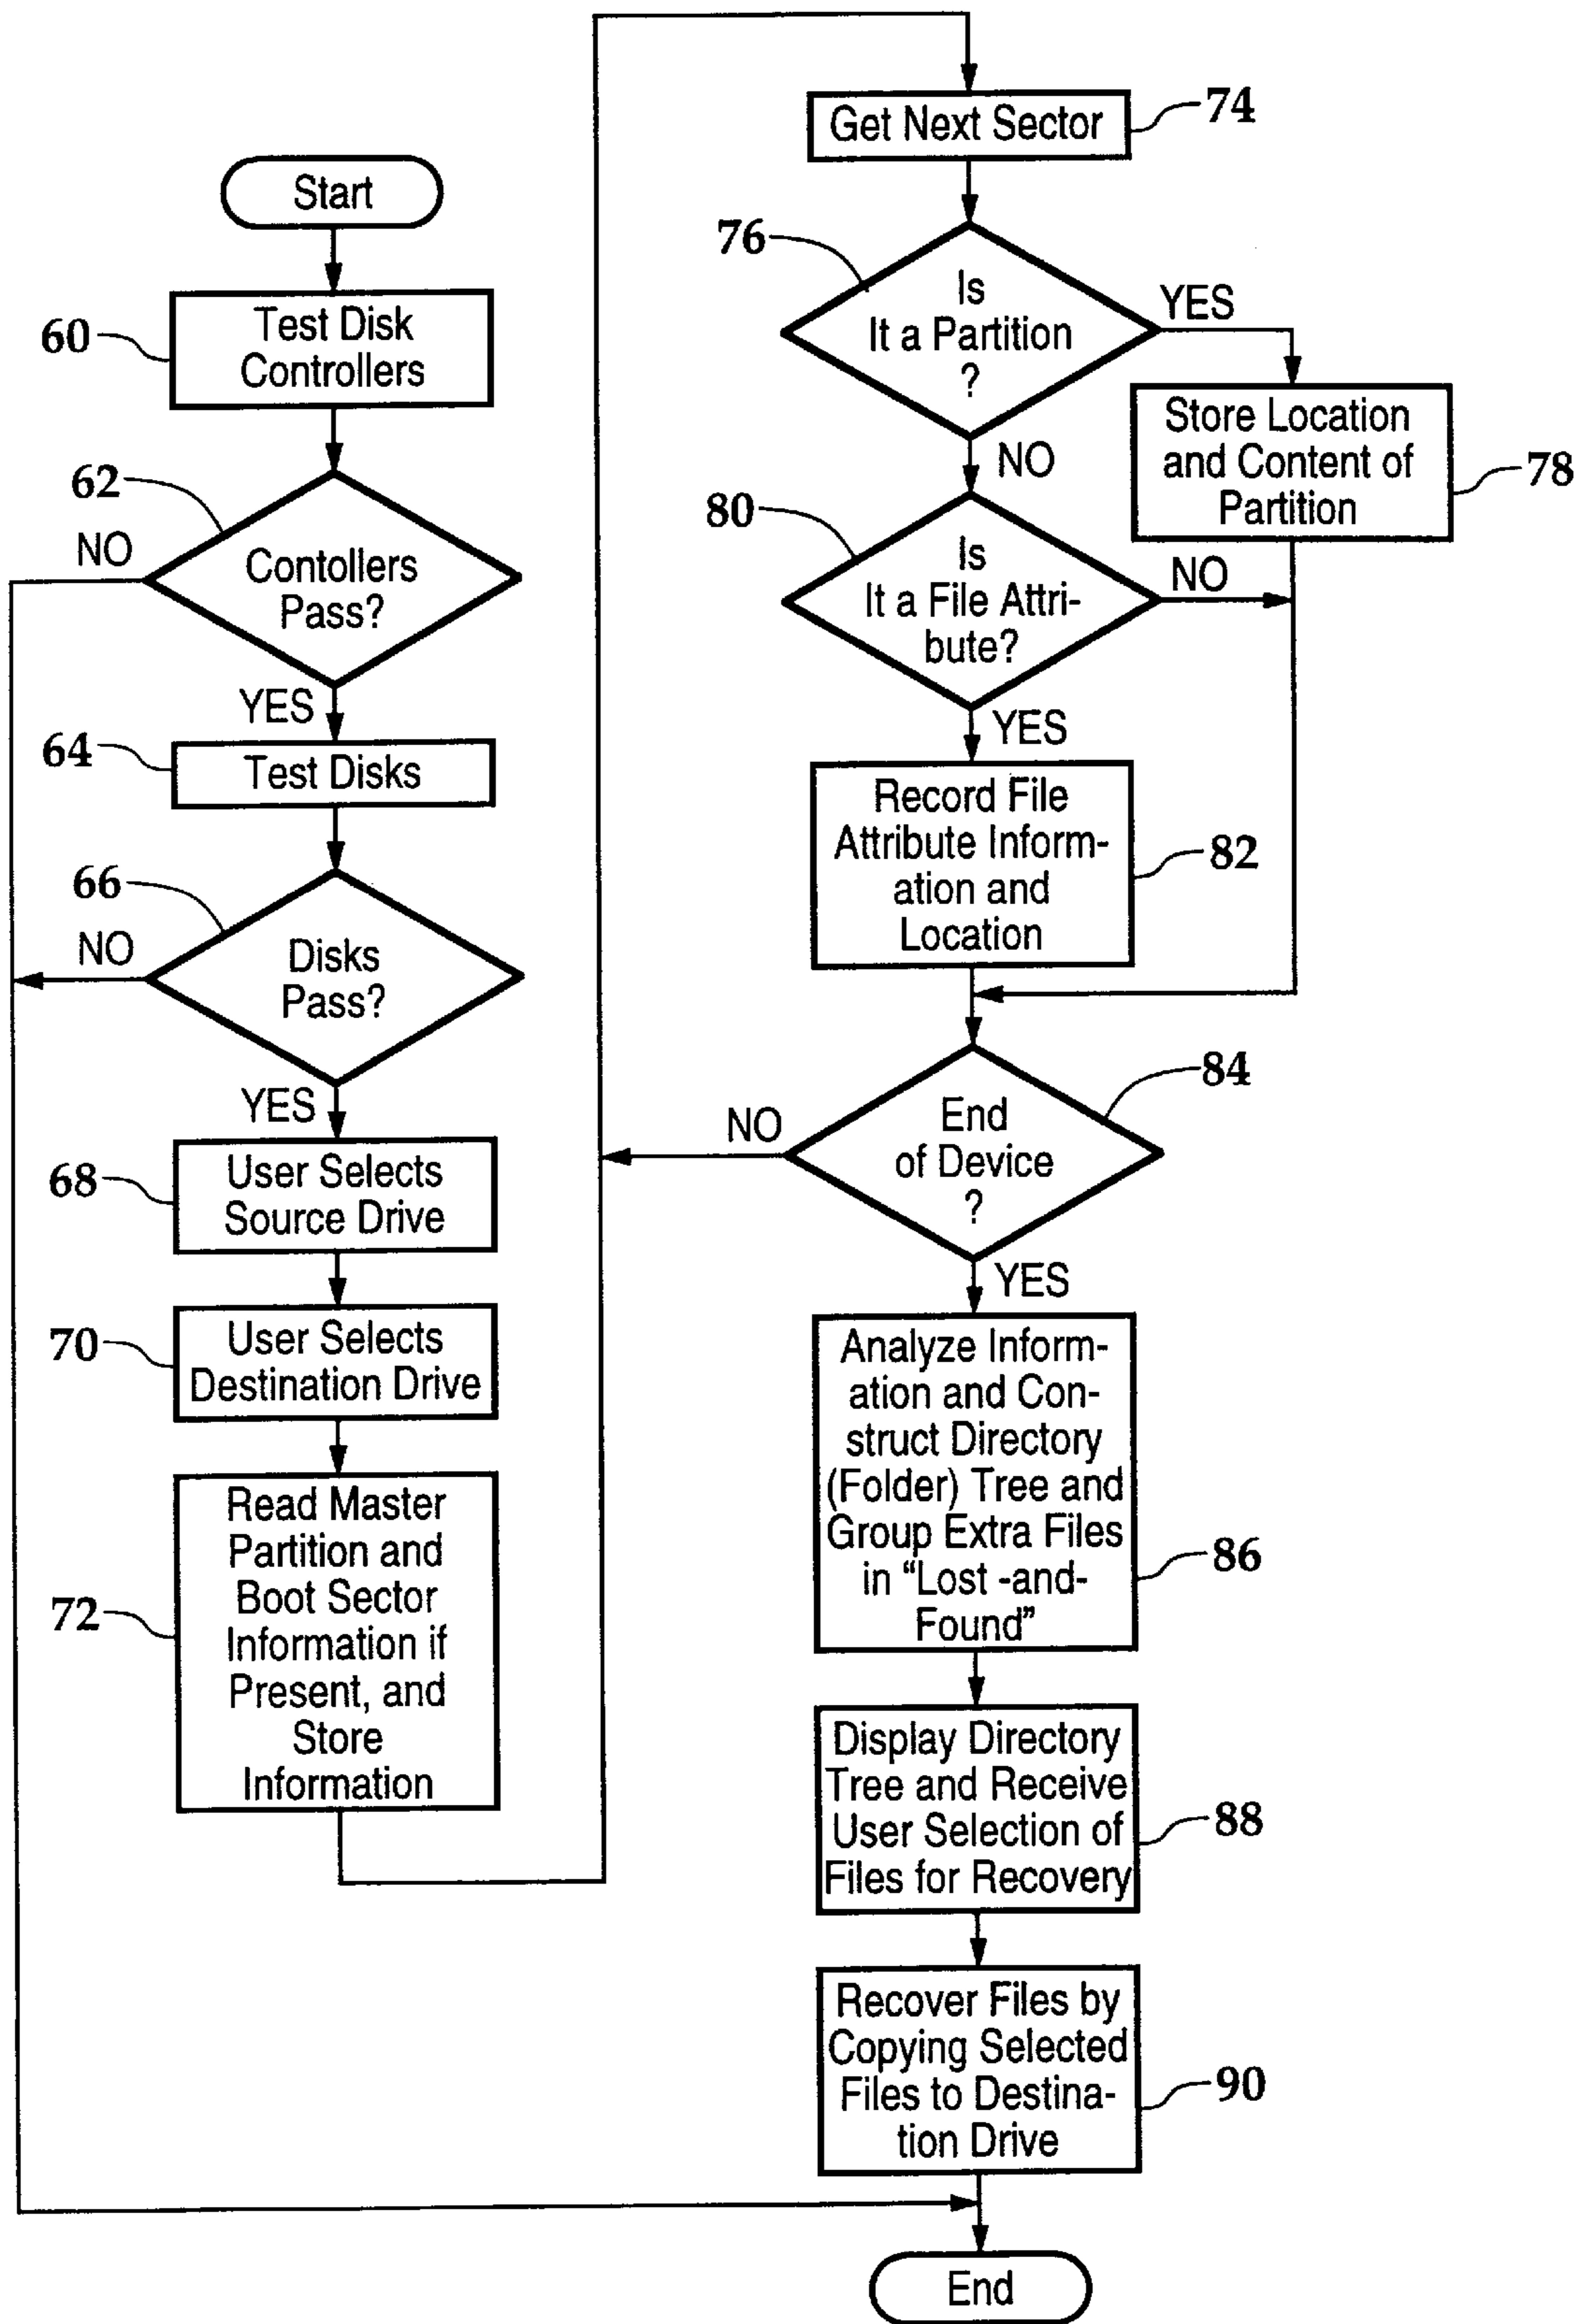 Start
60
Test Disk
Controllers
62
NO
Contollers
Pass?
YES
64
Test Disks
66
NO
Disks
Pass?
YES
68
User Selects
Source Drive
70
User Selects
Destination Drive
72
Read Master
Partition and
Boot Sector
Information if
Present, and
Store
Information
Get Next Sector
74
76
Is
It a Partition
?
YES
NO
Store Location
and Content of
Partition
78
80
Is
It a File Attri-
bute?
NO
YES
Record File
Attribute Inform-
ation and
Location
82
84
End
of Device
?
NO
YES
Analyze Inform-
ation and Con-
struct Directory
(Folder) Tree and
Group Extra Files
in “Lost -and-
Found”
86
Display Directory
Tree and Receive
User Selection of
Files for Recovery
88
Recover Files by
Copying Selected
Files to Destina-
tion Drive
90
End